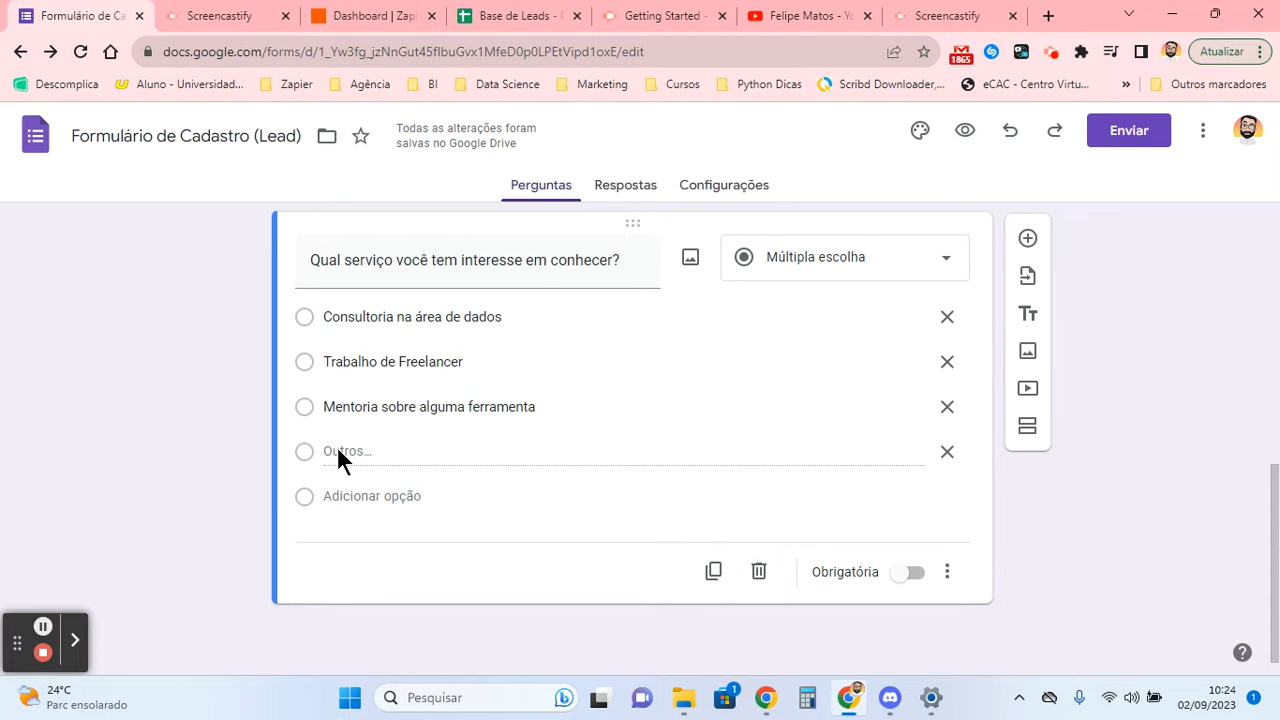 Formulário de Ca
Screencastify
Dashboard | Zap
Base de Leads -
Getting Started -
Felipe Matos - Yo
Screencastify
docs.google.com/forms/d/1_Yw3fg_jzNnGut45fIbuGvx1MfeD0p0LPEtVipd1oxE/edit
1865
Atualizar
Descomplica
Aluno - Universidad...
Zapier
Agência
BI
Data Science
Marketing
Cursos
Python Dicas
Scribd Downloader,...
eCAC - Centro Virtu...
Outros marcadores
Formulário de Cadastro (Lead)
Todas as alterações foram
salvas no Google Drive
Enviar
Perguntas
Respostas
Configurações
Qual serviço você tem interesse em conhecer?
Múltipla escolha
Consultoria na área de dados
Trabalho de Freelancer
Mentoria sobre alguma ferramenta
Outros...
Adicionar opção
Obrigatória
24°C
Parc ensolarado
Pesquisar
1
10:24
02/09/2023
1